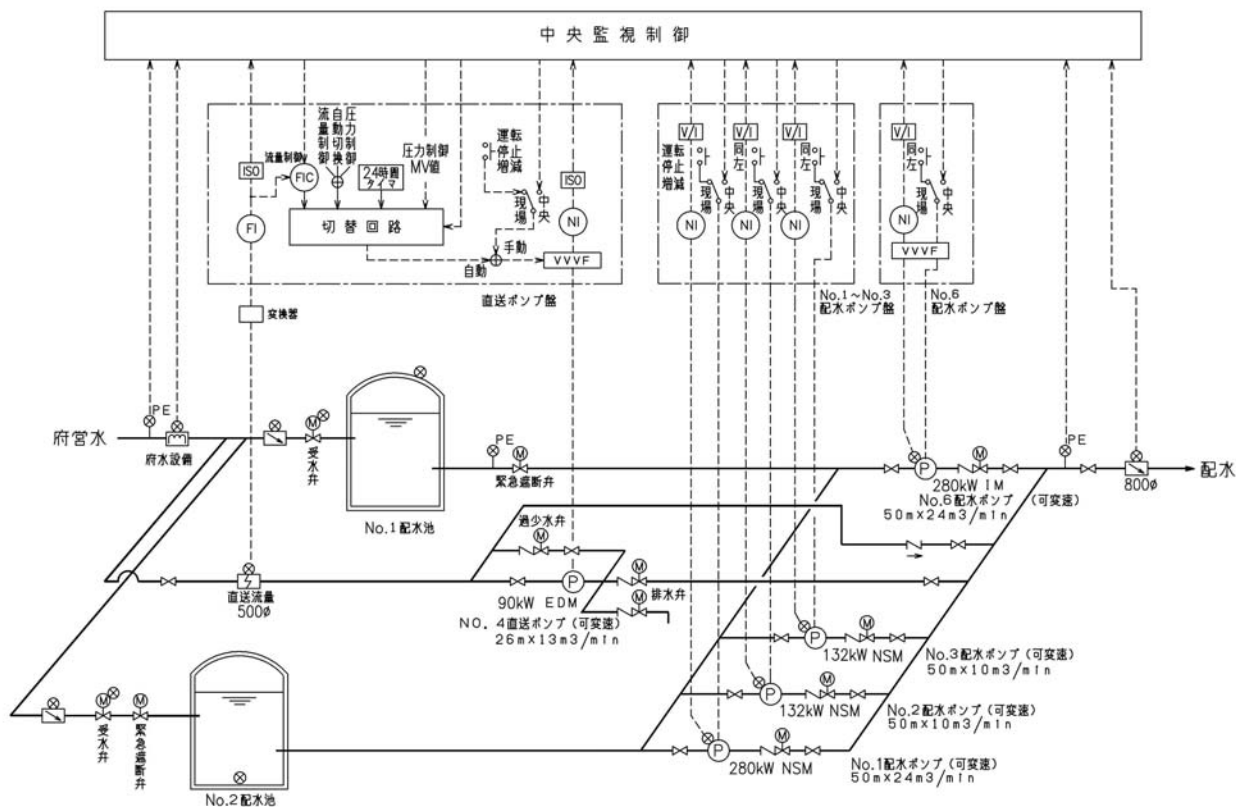 中央監視制御
流量制御
自動切換
圧力制御
流量制御
ISO
FIC
24時間
タイマ
圧力制御
MV値
運転
停止
増減
現場
中央
ISO
FI
切替回路
NI
手動
自動
VVVF
直送ポンプ盤
変換器
V/I
V/I
V/I
運転
停止
増減
同左
同左
現場
中央
現場
中央
現場
中央
NI
NI
NI
No.1~No.3
配水ポンプ盤
V/I
同左
現場
中央
NI
VVVF
No.6
配水ポンプ盤
府営水
PE
府水設備
M
受水弁
No.1配水池
PE
M
緊急遮断弁
P
M
280kW IM
No.6配水ポンプ (可変速)
50m×24m3/min
PE
800ø
配水
過少水弁
M
直送流量
500ø
P
M
90kW EDM
M
排水弁
NO. 4直送ポンプ(可変速)
26m×13m3/min
P
M
132kW NSM
No.3配水ポンプ(可変速)
50m×10m3/min
P
M
132kW NSM
No.2配水ポンプ(可変速)
50m×10m3/min
M
受水弁
M
緊急遮断弁
No.2配水池
P
M
280kW NSM
No.1配水ポンプ(可変速)
50m×24m3/min